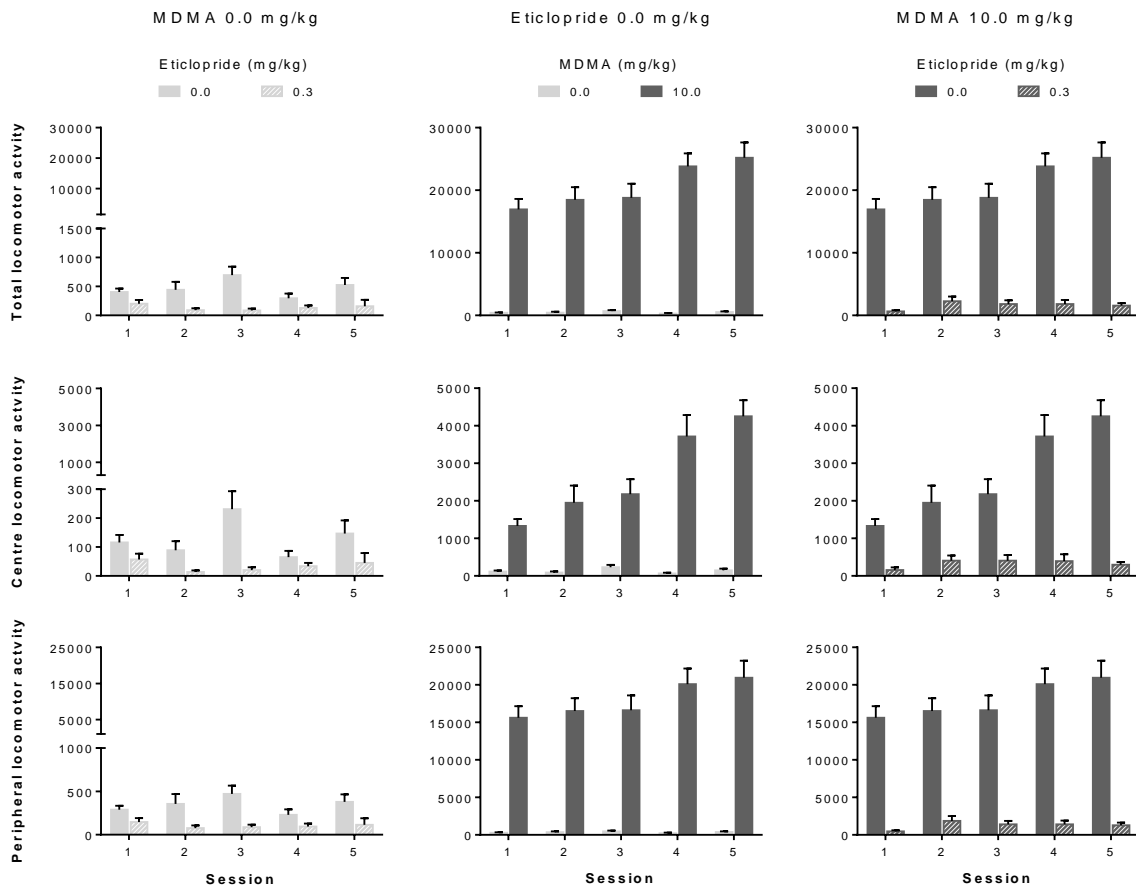 MDMA 0.0 mg/kg
Eticlopride 0.0 mg/kg
MDMA 10.0 mg/kg
Eticlopride (mg/kg)
0.0 0.3
MDMA (mg/kg)
0.0 10.0
Eticlopride (mg/kg)
0.0 0.3
Total locomotor actvity
30000
20000
10000
1500
1000
500
0
1 2 3 4 5
30000
20000
10000
0
1 2 3 4 5
30000
20000
10000
0
1 2 3 4 5
Centre locomotor actvity
5000
3000
1000
300
200
100
0
1 2 3 4 5
5000
4000
3000
2000
1000
0
1 2 3 4 5
5000
4000
3000
2000
1000
0
1 2 3 4 5
Peripheral locomotor actvity
25000
15000
5000
1000
500
0
1 2 3 4 5
Session
25000
20000
15000
10000
5000
0
1 2 3 4 5
Session
25000
20000
15000
10000
5000
0
1 2 3 4 5
Session